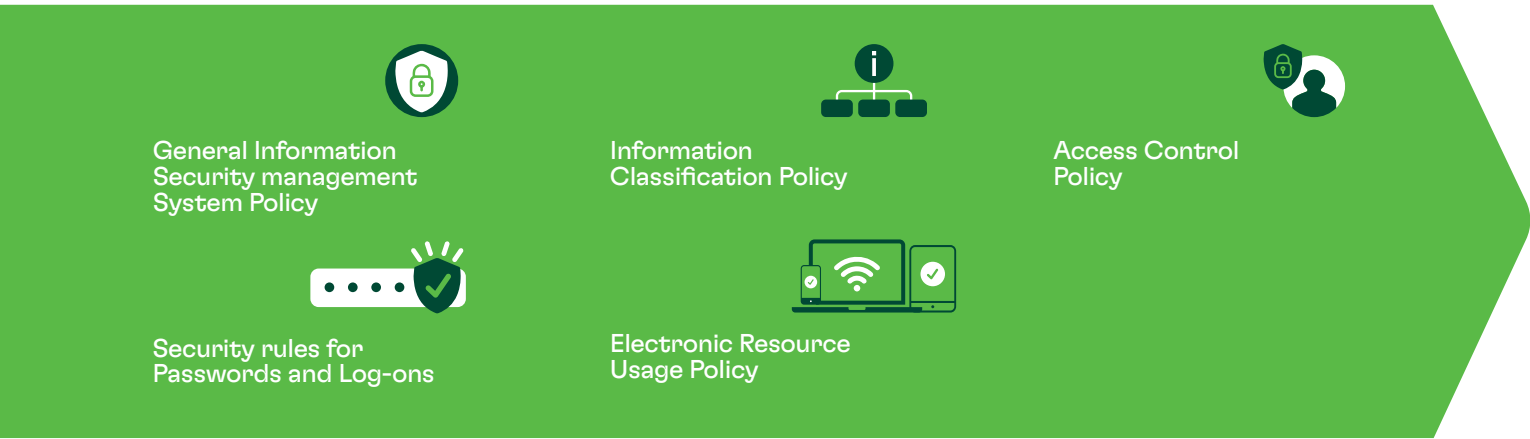 General Information
Security management
System Policy
Information
Classification Policy
Access Control
Policy
Security rules for
Passwords and Log-ons
Electronic Resource
Usage Policy